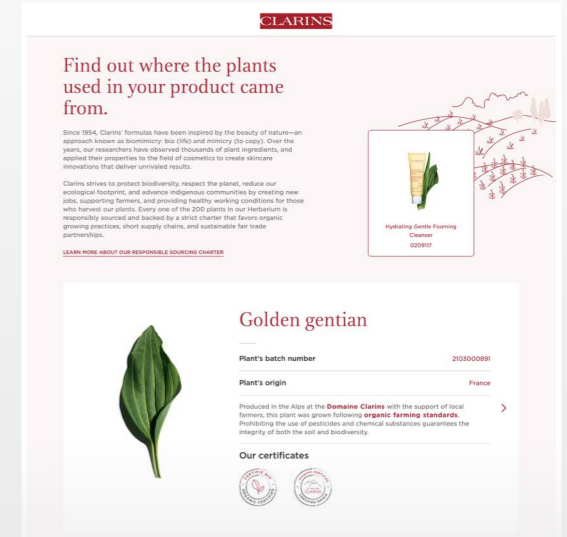 CLARINS
Find out where the plants
used in your product came
from.
Since 1954, Clarins' formulas have been inspired by the beauty of nature—an
approach known as biomimicry: bio (life) and mimicry (to copy). Over the
years, our researchers have observed thousands of plant ingredients, and
applied their properties to the field of cosmetics to create skincare
innovations that deliver unrivaled results.
Clarins strives to protect biodiversity, respect the planet, reduce our
ecological footprint, and advance indigenous communities by creating new
jobs, supporting farmers, and providing healthy working conditions for those
who harvest our plants. Every one of the 200 plants in our Herbarium is
responsibly sourced and backed by a strict charter that favors organic
growing practices, short supply chains, and sustainable fair trade
partnerships.
LEARN MORE ABOUT OUR RESPONSIBLE SOURCING CHARTER
Hydrating Gentle Foaming
Cleanser
0209117
Golden gentian
Plant's batch number 2103000891
Plant's origin France
Produced in the Alps at the Domaine Clarins with the support of local
farmers, this plant was grown following organic farming standards.
Prohibiting the use of pesticides and chemical substances guarantees the
integrity of both the soil and biodiversity.
Our certificates